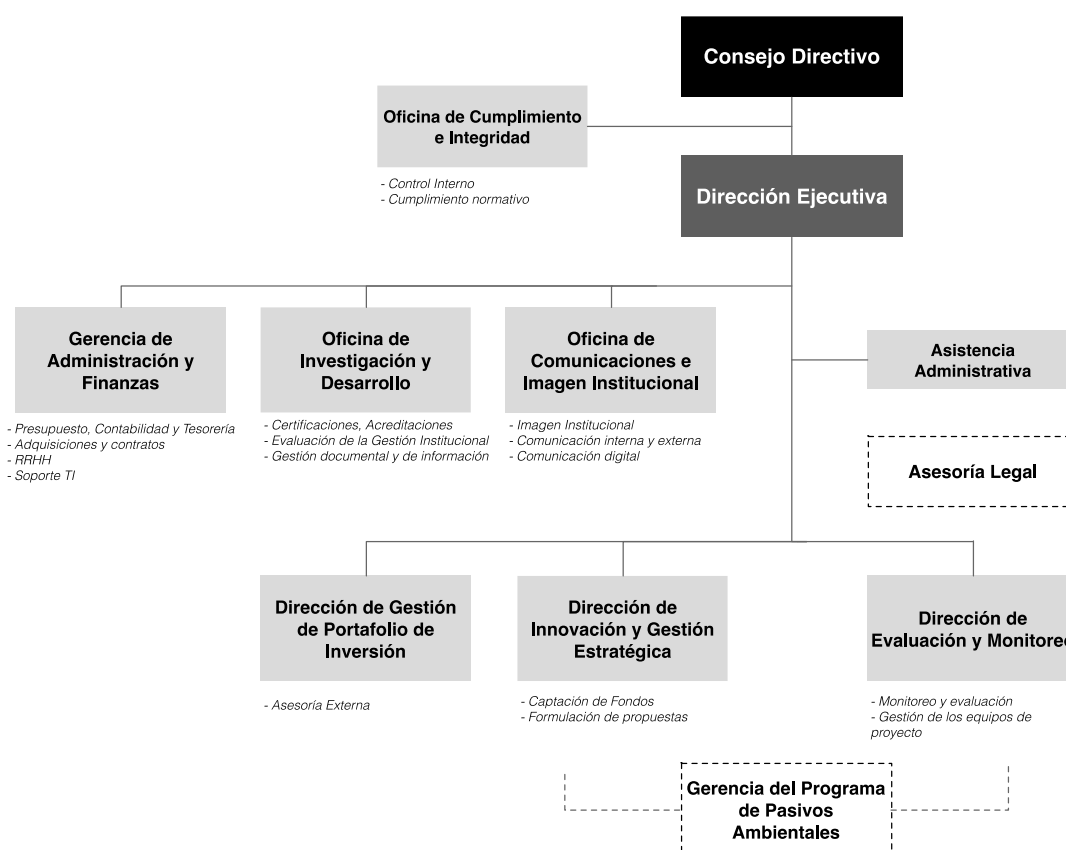 Consejo Directivo
Oficina de Cumplimiento
e Integridad
- Control Interno
- Cumplimiento normativo
Dirección Ejecutiva
Gerencia de
Administración y
Finanzas
- Presupuesto, Contabilidad y Tesorería
- Adquisiciones y contratos
- RRHH
- Soporte TI
Oficina de
Investigación y
Desarrollo
- Certificaciones, Acreditaciones
- Evaluación de la Gestión Institucional
- Gestión documental y de información
Oficina de
Comunicaciones e
Imagen Institucional
- Imagen Institucional
- Comunicación interna y externa
- Comunicación digital
Asistencia
Administrativa
Asesoría Legal
Dirección de Gestión
de Portafolio de
Inversión
- Asesoría Externa
Dirección de
Innovación y Gestión
Estratégica
- Captación de Fondos
- Formulación de propuestas
Dirección de
Evaluación y Monitoreo
- Monitoreo y evaluación
- Gestión de los equipos de
proyecto
Gerencia del Programa
de Pasivos
Ambientales